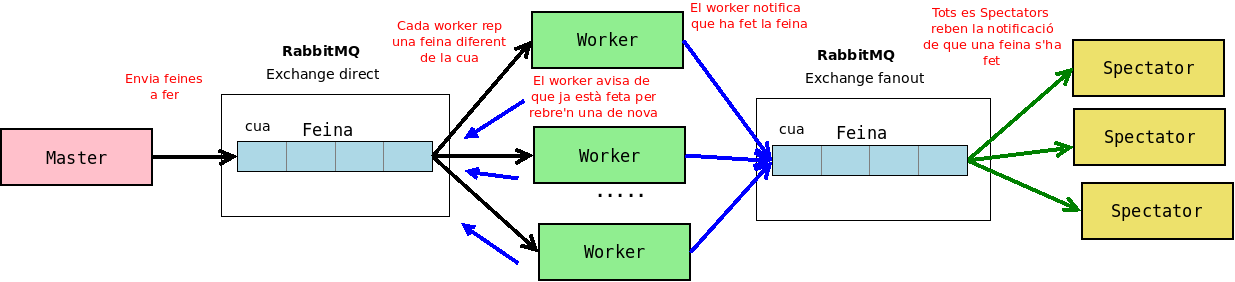 Envia feines
a fer
Master
RabbitMQ
Exchange direct
cua
Feina
Cada worker rep
una feina diferent
de la cua
El worker avisa de
que ja està feta per
rebre'n una de nova
Worker
Worker
.....
Worker
El worker notifica
que ha fet la feina
RabbitMQ
Exchange fanout
cua
Feina
Tots es Spectators
reben la notificació
de que una feina s'ha
fet
Spectator
Spectator
Spectator